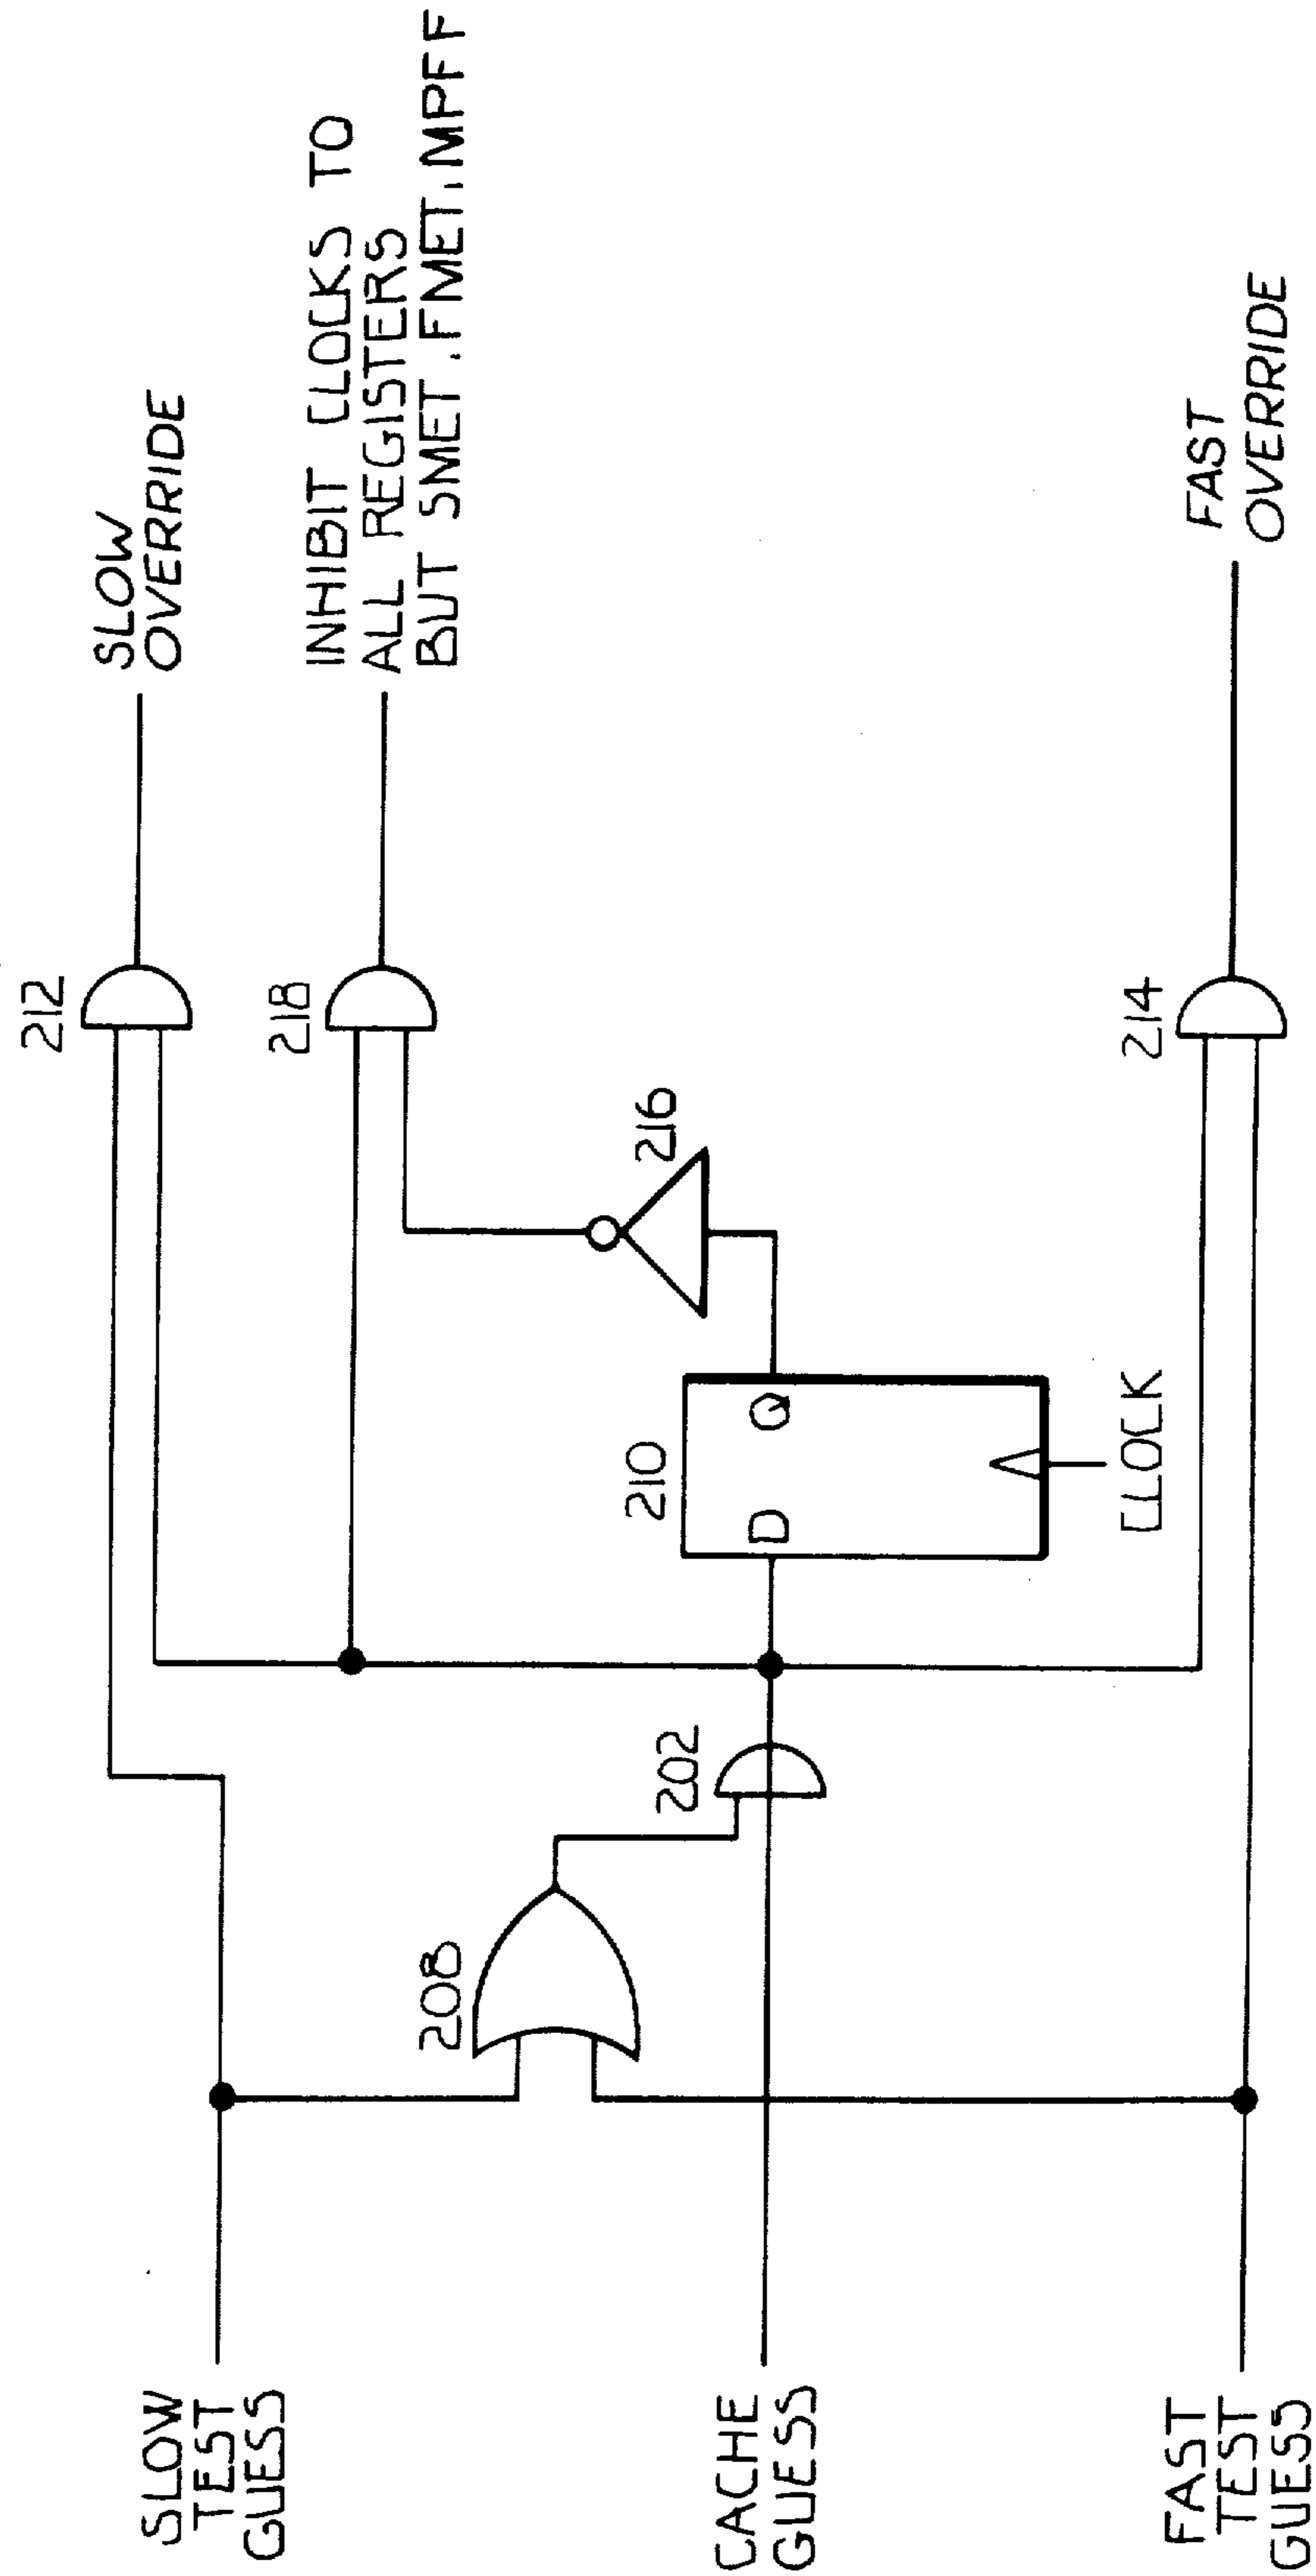 SLOW
TEST
GUESS
CACHE
GUESS
FAST
TEST
GUESS
208
202
210
D
Q
CLOCK
216
212
218
214
SLOW
OVERRIDE
INHIBIT CLOCKS TO
ALL REGISTERS
BUT SMET.FMET.MPFF
FAST
OVERRIDE